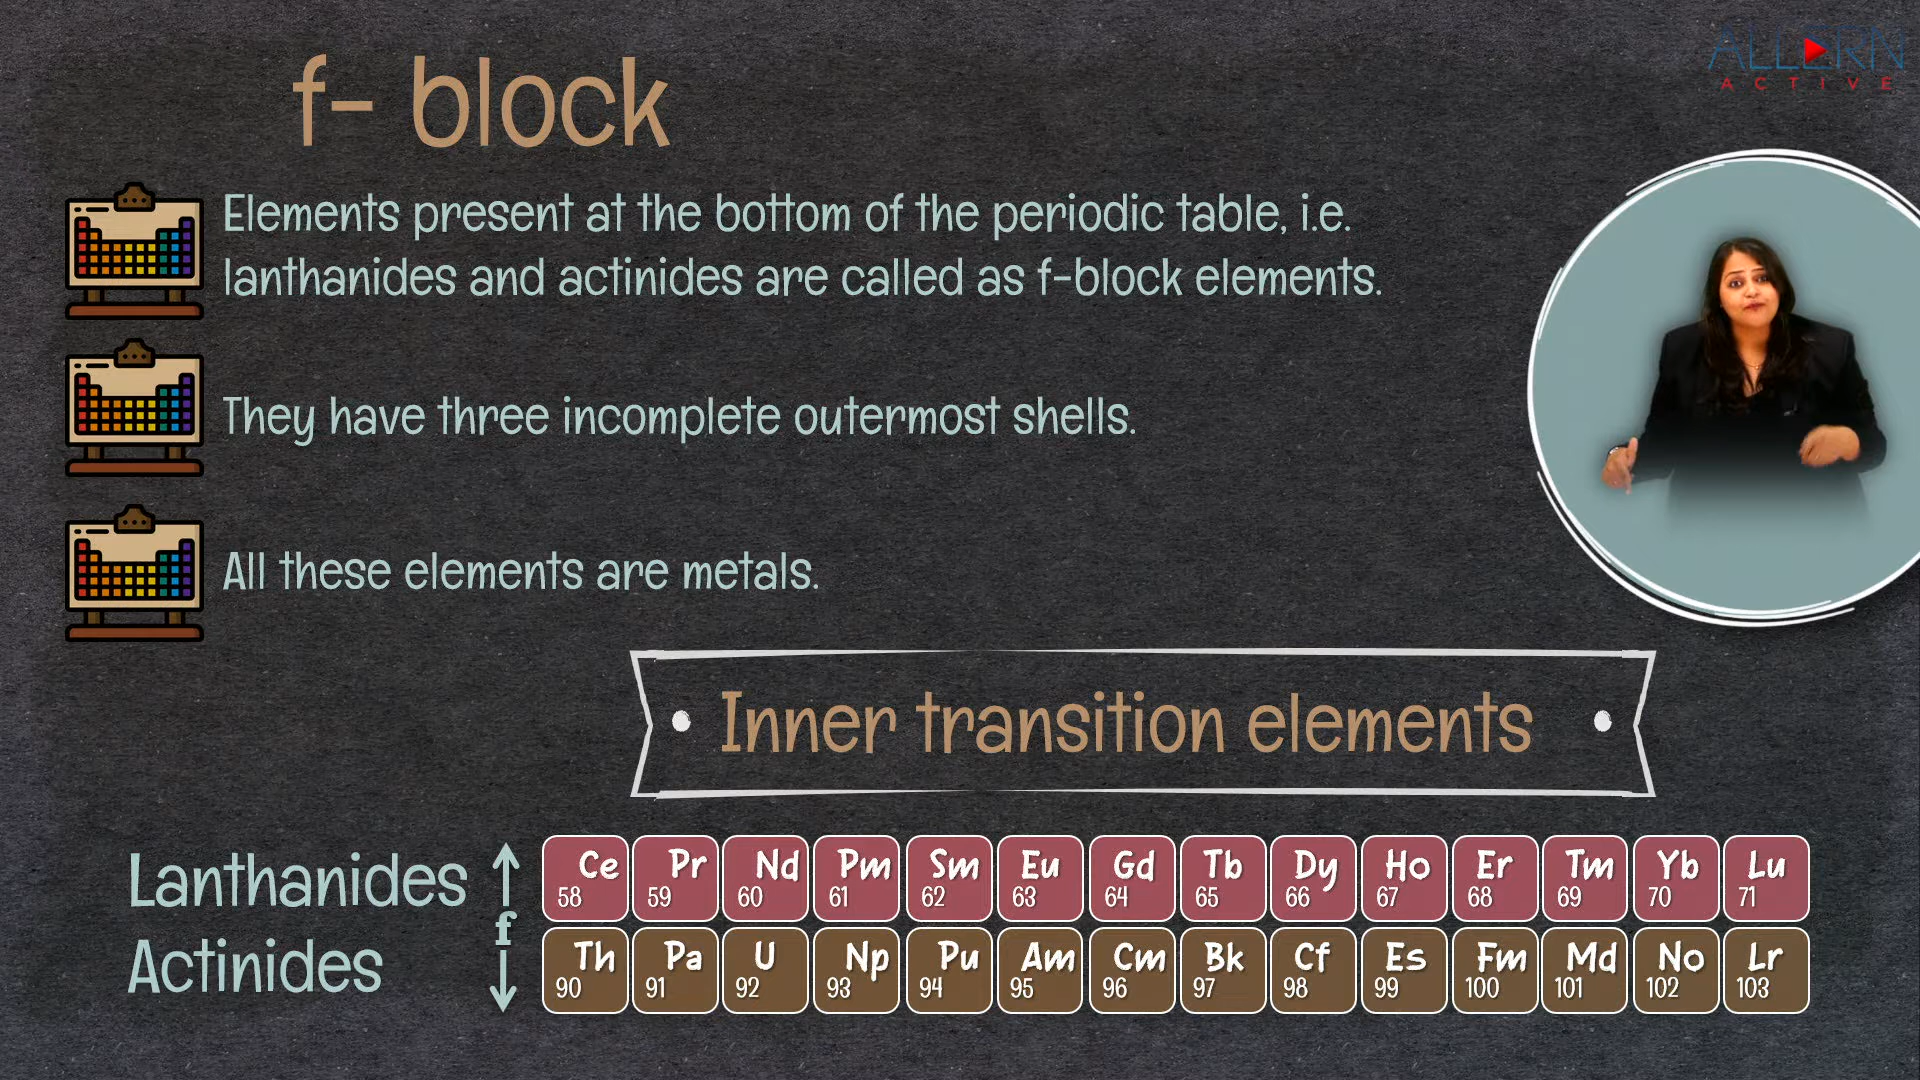 ALLERN
ACTIVE
f- block
Elements present at the bottom of the periodic table, i.e.
lanthanides and actinides are called as f-block elements.
They have three incomplete outermost shells.
All these elements are metals.
Inner transition elements
Lanthanides
f
Actinides
Ce Pr Nd Pm Sm Eu Gd Tb Dy Ho Er Tm Yb Lu
58 59 60 61 62 63 64 65 66 67 68 69 70 71
Th Pa U Np Pu Am Cm Bk Cf Es Fm Md No Lr
90 91 92 93 94 95 96 97 98 99 100 101 102 103